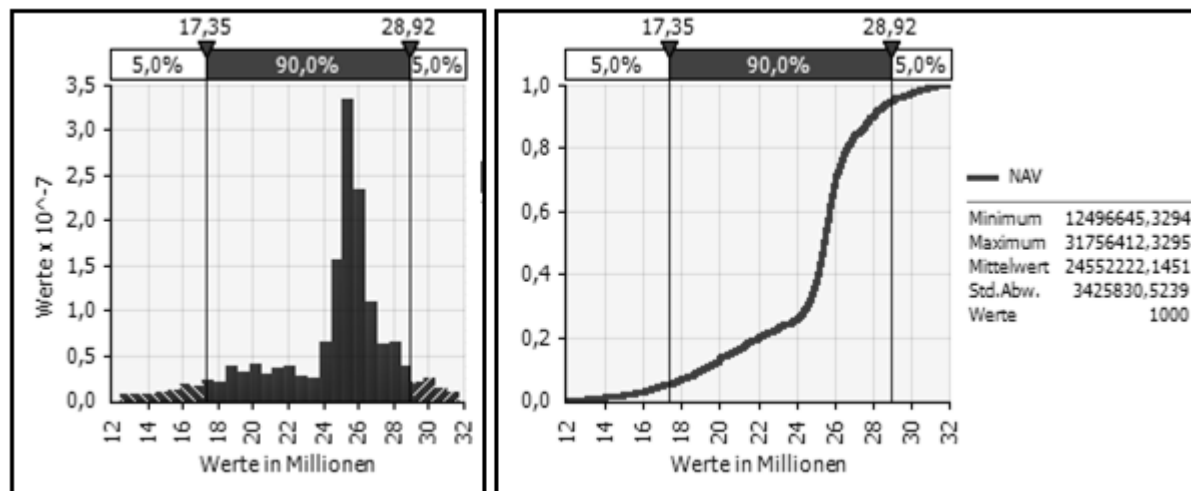 17,35 28,92
5,0% 90,0% 5,0%
3,5
3,0
2,5
2,0
1,5
1,0
0,5
0,0
Werte x 10^-7
12 14 16 18 20 22 24 26 28 30 32
Werte in Millionen
17,35 28,92
5,0% 90,0% 5,0%
1,0
0,8
0,6
0,4
0,2
0,0
12 14 16 18 20 22 24 26 28 30 32
Werte in Millionen
NAV
Minimum 12496645,3294
Maximum 31756412,3295
Mittelwert 24552222,1451
Std.Abw. 3425830,5239
Werte 1000